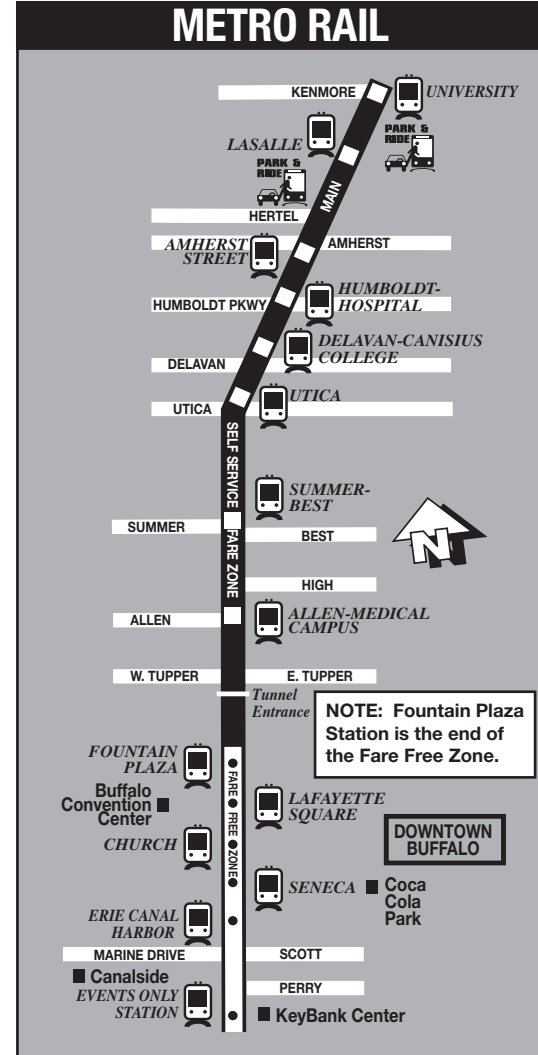 METRO RAIL
KENMORE
UNIVERSITY
LASALLE
PARK &
RIDE
PARK &
RIDE
MAIN
HERTEL
AMHERST
STREET
AMHERST
HUMBOLDT PKWY
HUMBOLDT-
HOSPITAL
DELAVAN-CANISIUS
COLLEGE
DELAVAN
UTICA
UTICA
SELF SERVICE
FARE ZONE
SUMMER-
BEST
SUMMER
BEST
N
HIGH
ALLEN
ALLEN-MEDICAL
CAMPUS
W. TUPPER
E. TUPPER
Tunnel
Entrance
NOTE: Fountain Plaza
Station is the end of
the Fare Free Zone.
FOUNTAIN
PLAZA
FARE FREE ZONE
Buffalo
Convention
Center
LAFAYETTE
SQUARE
DOWNTOWN
BUFFALO
CHURCH
SENECA
Coca
Cola
Park
ERIE CANAL
HARBOR
MARINE DRIVE
SCOTT
Canalside
PERRY
EVENTS ONLY
STATION
KeyBank Center